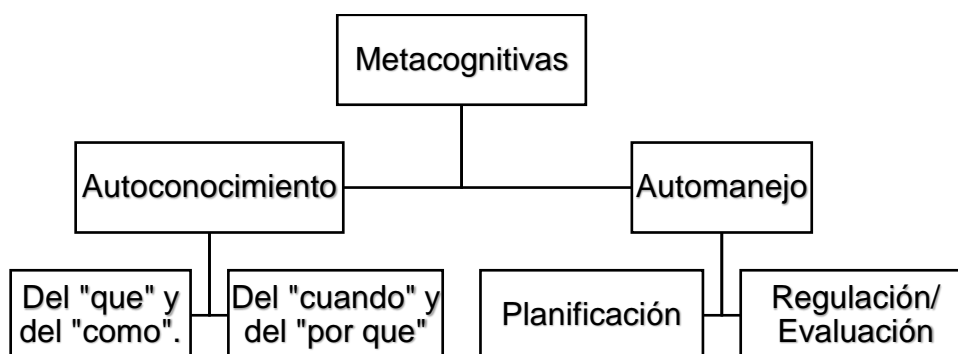 Metacognitivas
Autoconocimiento
Automanejo
Del "que" y
del "como".
Del "cuando" y
del "por que"
Planificación
Regulación/
Evaluación